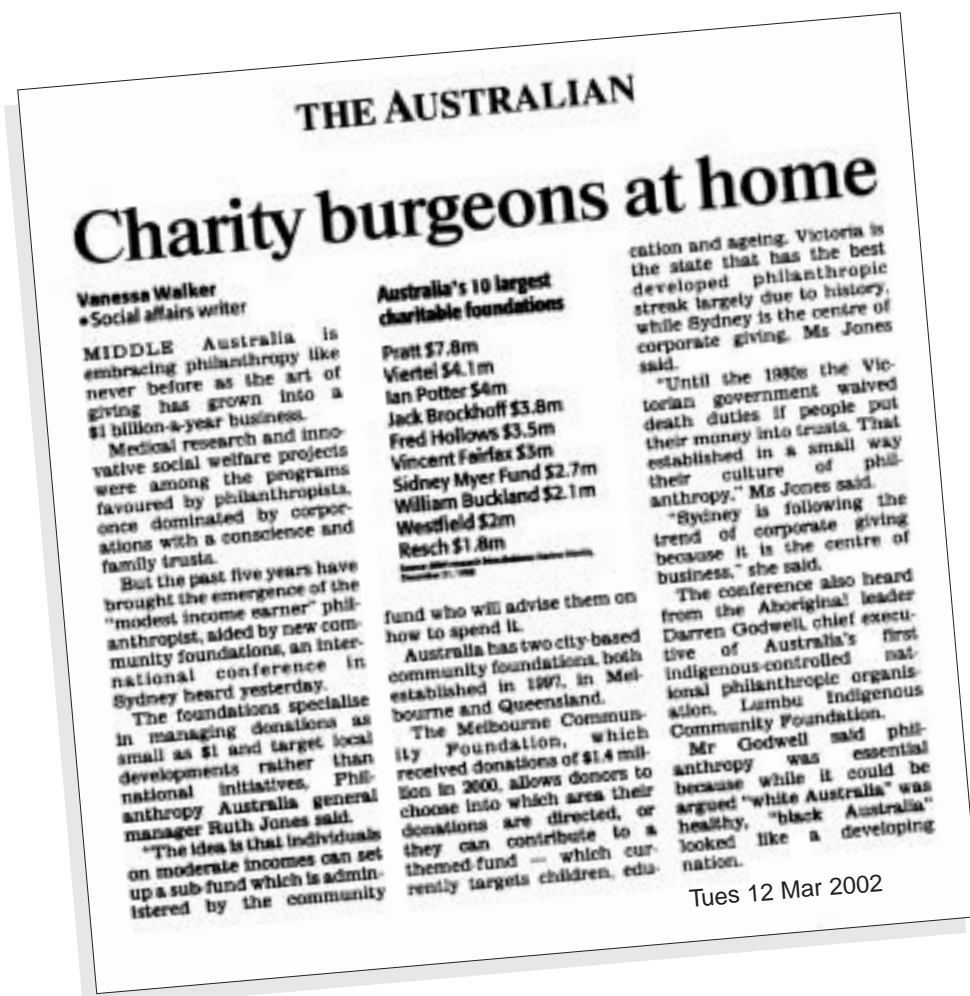 THE AUSTRALIAN
Charity burgeons at home
Vanessa Walker
• Social affairs writer
MIDDLE Australia is
embracing philanthropy like
never before as the art of
giving has grown into a
$1 billion-a-year business.
Medical research and inno-
vative social welfare projects
were among the programs
favoured by philanthropists,
once dominated by corpor-
ations with a conscience and
family trusts.
But the past five years have
brought the emergence of the
"modest income earner" phil-
anthropist, aided by new com-
munity foundations, an inter-
national conference in
Sydney heard yesterday.
The foundations specialise
in managing donations as
small as $1 and target local
developments rather than
national initiatives, Phil-
anthropy Australia general
manager Ruth Jones said.
"The idea is that individuals
on moderate incomes can set
up a sub-fund which is admin-
istered by the community
Australia's 10 largest
charitable foundations
Pratt $7.8m
Viertel $4.1m
Ian Potter $4m
Jack Brockhoff $3.8m
Fred Hollows $3.5m
Vincent Fairfax $3m
Sidney Myer Fund $2.7m
William Buckland $2.1m
Westfield $2m
Resch $1.8m
fund who will advise them on
how to spend it.
Australia has two city-based
community foundations, both
established in 1997, in Mel-
bourne and Queensland.
The Melbourne Commun-
ity Foundation, which
received donations of $1.4 mil-
lion in 2000, allows donors to
choose into which area their
donations are directed, or
they can contribute to a
themed-fund — which cur-
rently targets children, edu-
cation and ageing. Victoria is
the state that has the best
developed philanthropic
streak largely due to history,
while Sydney is the centre of
corporate giving, Ms Jones
said.
"Until the 1980s the Vic-
torian government waived
death duties if people put
their money into trusts. That
established in a small way
their culture of phil-
anthropy," Ms Jones said.
"Sydney is following the
trend of corporate giving
because it is the centre of
business," she said.
The conference also heard
from the Aboriginal leader
Darren Godwell, chief execu-
tive of Australia's first
indigenous-controlled nat-
ional philanthropic organis-
ation, Lumbu Indigenous
Community Foundation.
Mr Godwell said phil-
anthropy was essential
because while it could be
argued "white Australia" was
healthy, "black Australia"
looked like a developing
nation.
Tues 12 Mar 2002